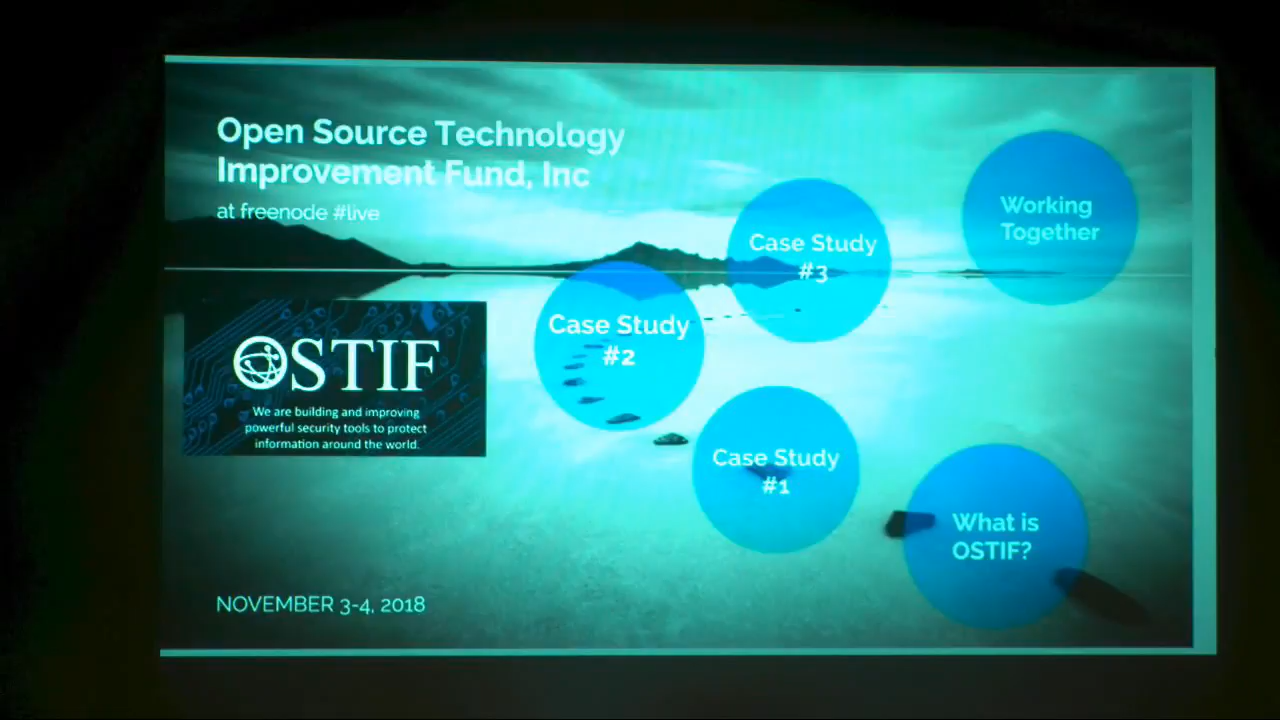 Open Source Technology
Improvement Fund, Inc
at freenode #live
Working
Together
Case Study
#3
Case Study
#2
OSTIF
We are building and improving
powerful security tools to protect
information around the world.
Case Study
#1
What is
OSTIF?
NOVEMBER 3-4, 2018